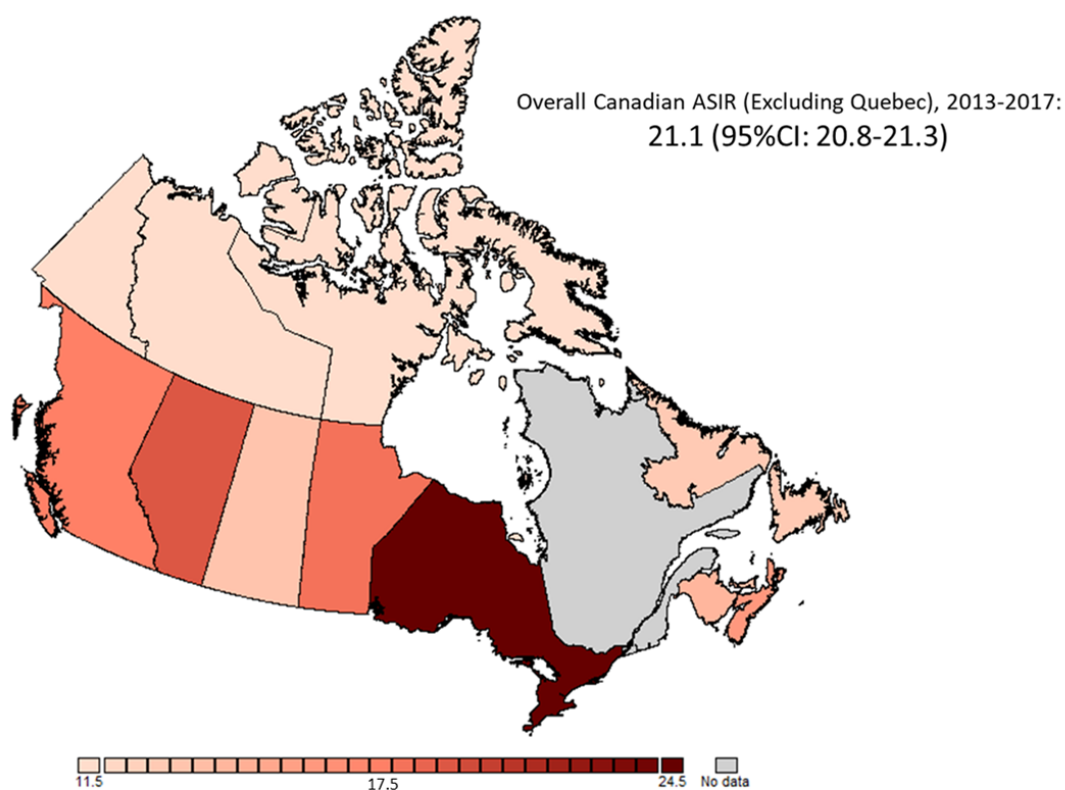 Overall Canadian ASIR (Excluding Quebec), 2013-2017:
21.1 (95%CI: 20.8-21.3)
11.5 17.5 24.5 No data